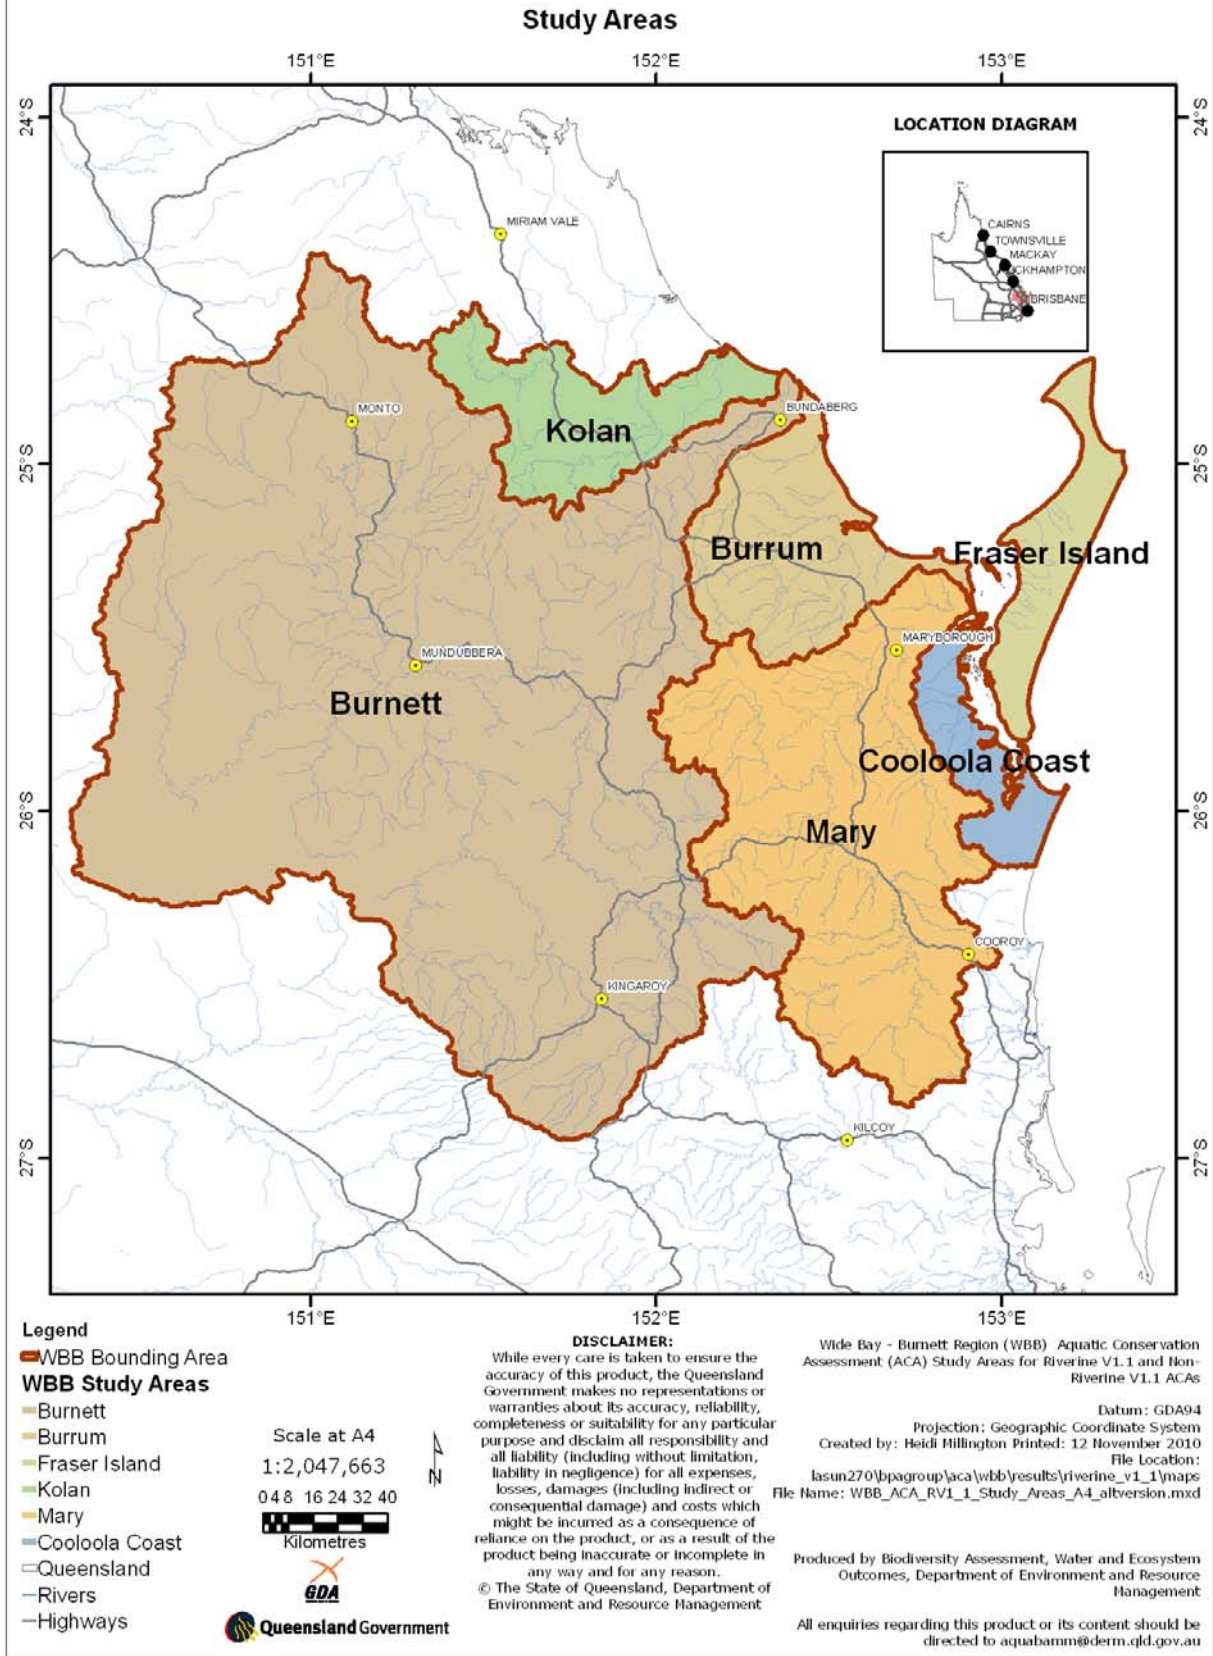 Study Areas
151°E 152°E 153°E
24°S 24°S
LOCATION DIAGRAM
CAIRNS
TOWNSVILLE
MACKAY
OCKHAMPTON
BRISBANE
MIRIAM VALE
MONTO
BUNDABERG
Kolan
25°S 25°S
Burrum
Fraser Island
MARYBOROUGH
MUNDUBBERA
Burnett
Cooloola Coast
26°S 26°S
Mary
COOROY
KINGAROY
KILCOY
27°S 27°S
151°E 152°E 153°E
Legend
WBB Bounding Area
WBB Study Areas
Burnett
Burrum
Fraser Island
Kolan
Mary
Cooloola Coast
Queensland
Rivers
Highways
Scale at A4
1:2,047,663
0 4 8 16 24 32 40
Kilometres
N
GDA
Queensland Government
DISCLAIMER:
While every care is taken to ensure the
accuracy of this product, the Queensland
Government makes no representations or
warranties about its accuracy, reliability,
completeness or suitability for any particular
purpose and disclaim all responsibility and
all liability (including without limitation,
liability in negligence) for all expenses,
losses, damages (including indirect or
consequential damage) and costs which
might be incurred as a consequence of
reliance on the product, or as a result of the
product being inaccurate or incomplete in
any way and for any reason.
© The State of Queensland, Department of
Environment and Resource Management
Wide Bay - Burnett Region (WBB) Aquatic Conservation
Assessment (ACA) Study Areas for Riverine V1.1 and Non-
Riverine V1.1 ACAs
Datum: GDA94
Projection: Geographic Coordinate System
Created by: Heidi Millington Printed: 12 November 2010
File Location:
lasun270\bpagroup\aca\wbb\results\riverine_v1_1\maps
File Name: WBB_ACA_RV1_1_Study_Areas_A4_altversion.mxd
Produced by Biodiversity Assessment, Water and Ecosystem
Outcomes, Department of Environment and Resource
Management
All enquiries regarding this product or its content should be
directed to aquabamm@derm.qld.gov.au